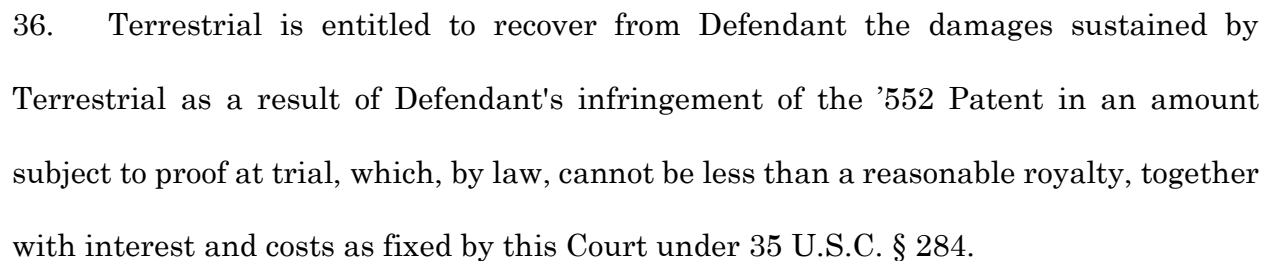 36. Terrestrial is entitled to recover from Defendant the damages sustained by
Terrestrial as a result of Defendant's infringement of the ’552 Patent in an amount
subject to proof at trial, which, by law, cannot be less than a reasonable royalty, together
with interest and costs as fixed by this Court under 35 U.S.C. § 284.